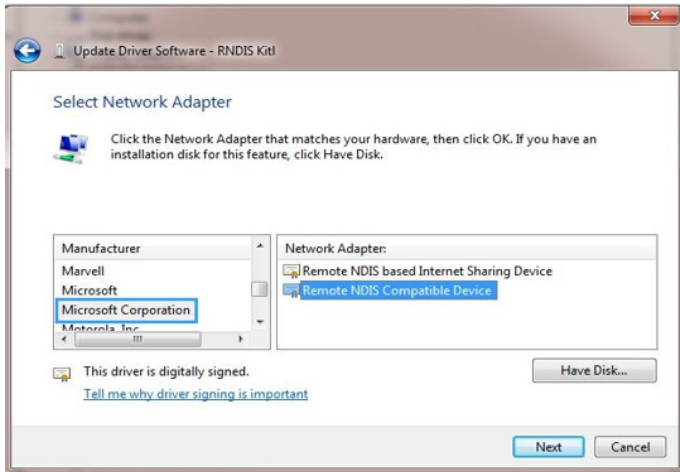 Update Driver Software - RNDIS Kitl
Select Network Adapter
Click the Network Adapter that matches your hardware, then click OK. If you have an
installation disk for this feature, click Have Disk.
Manufacturer
Marvell
Microsoft
Microsoft Corporation
Motorola, Inc.
Network Adapter:
Remote NDIS based Internet Sharing Device
Remote NDIS Compatible Device
This driver is digitally signed.
Have Disk...
Tell me why driver signing is important
Next
Cancel